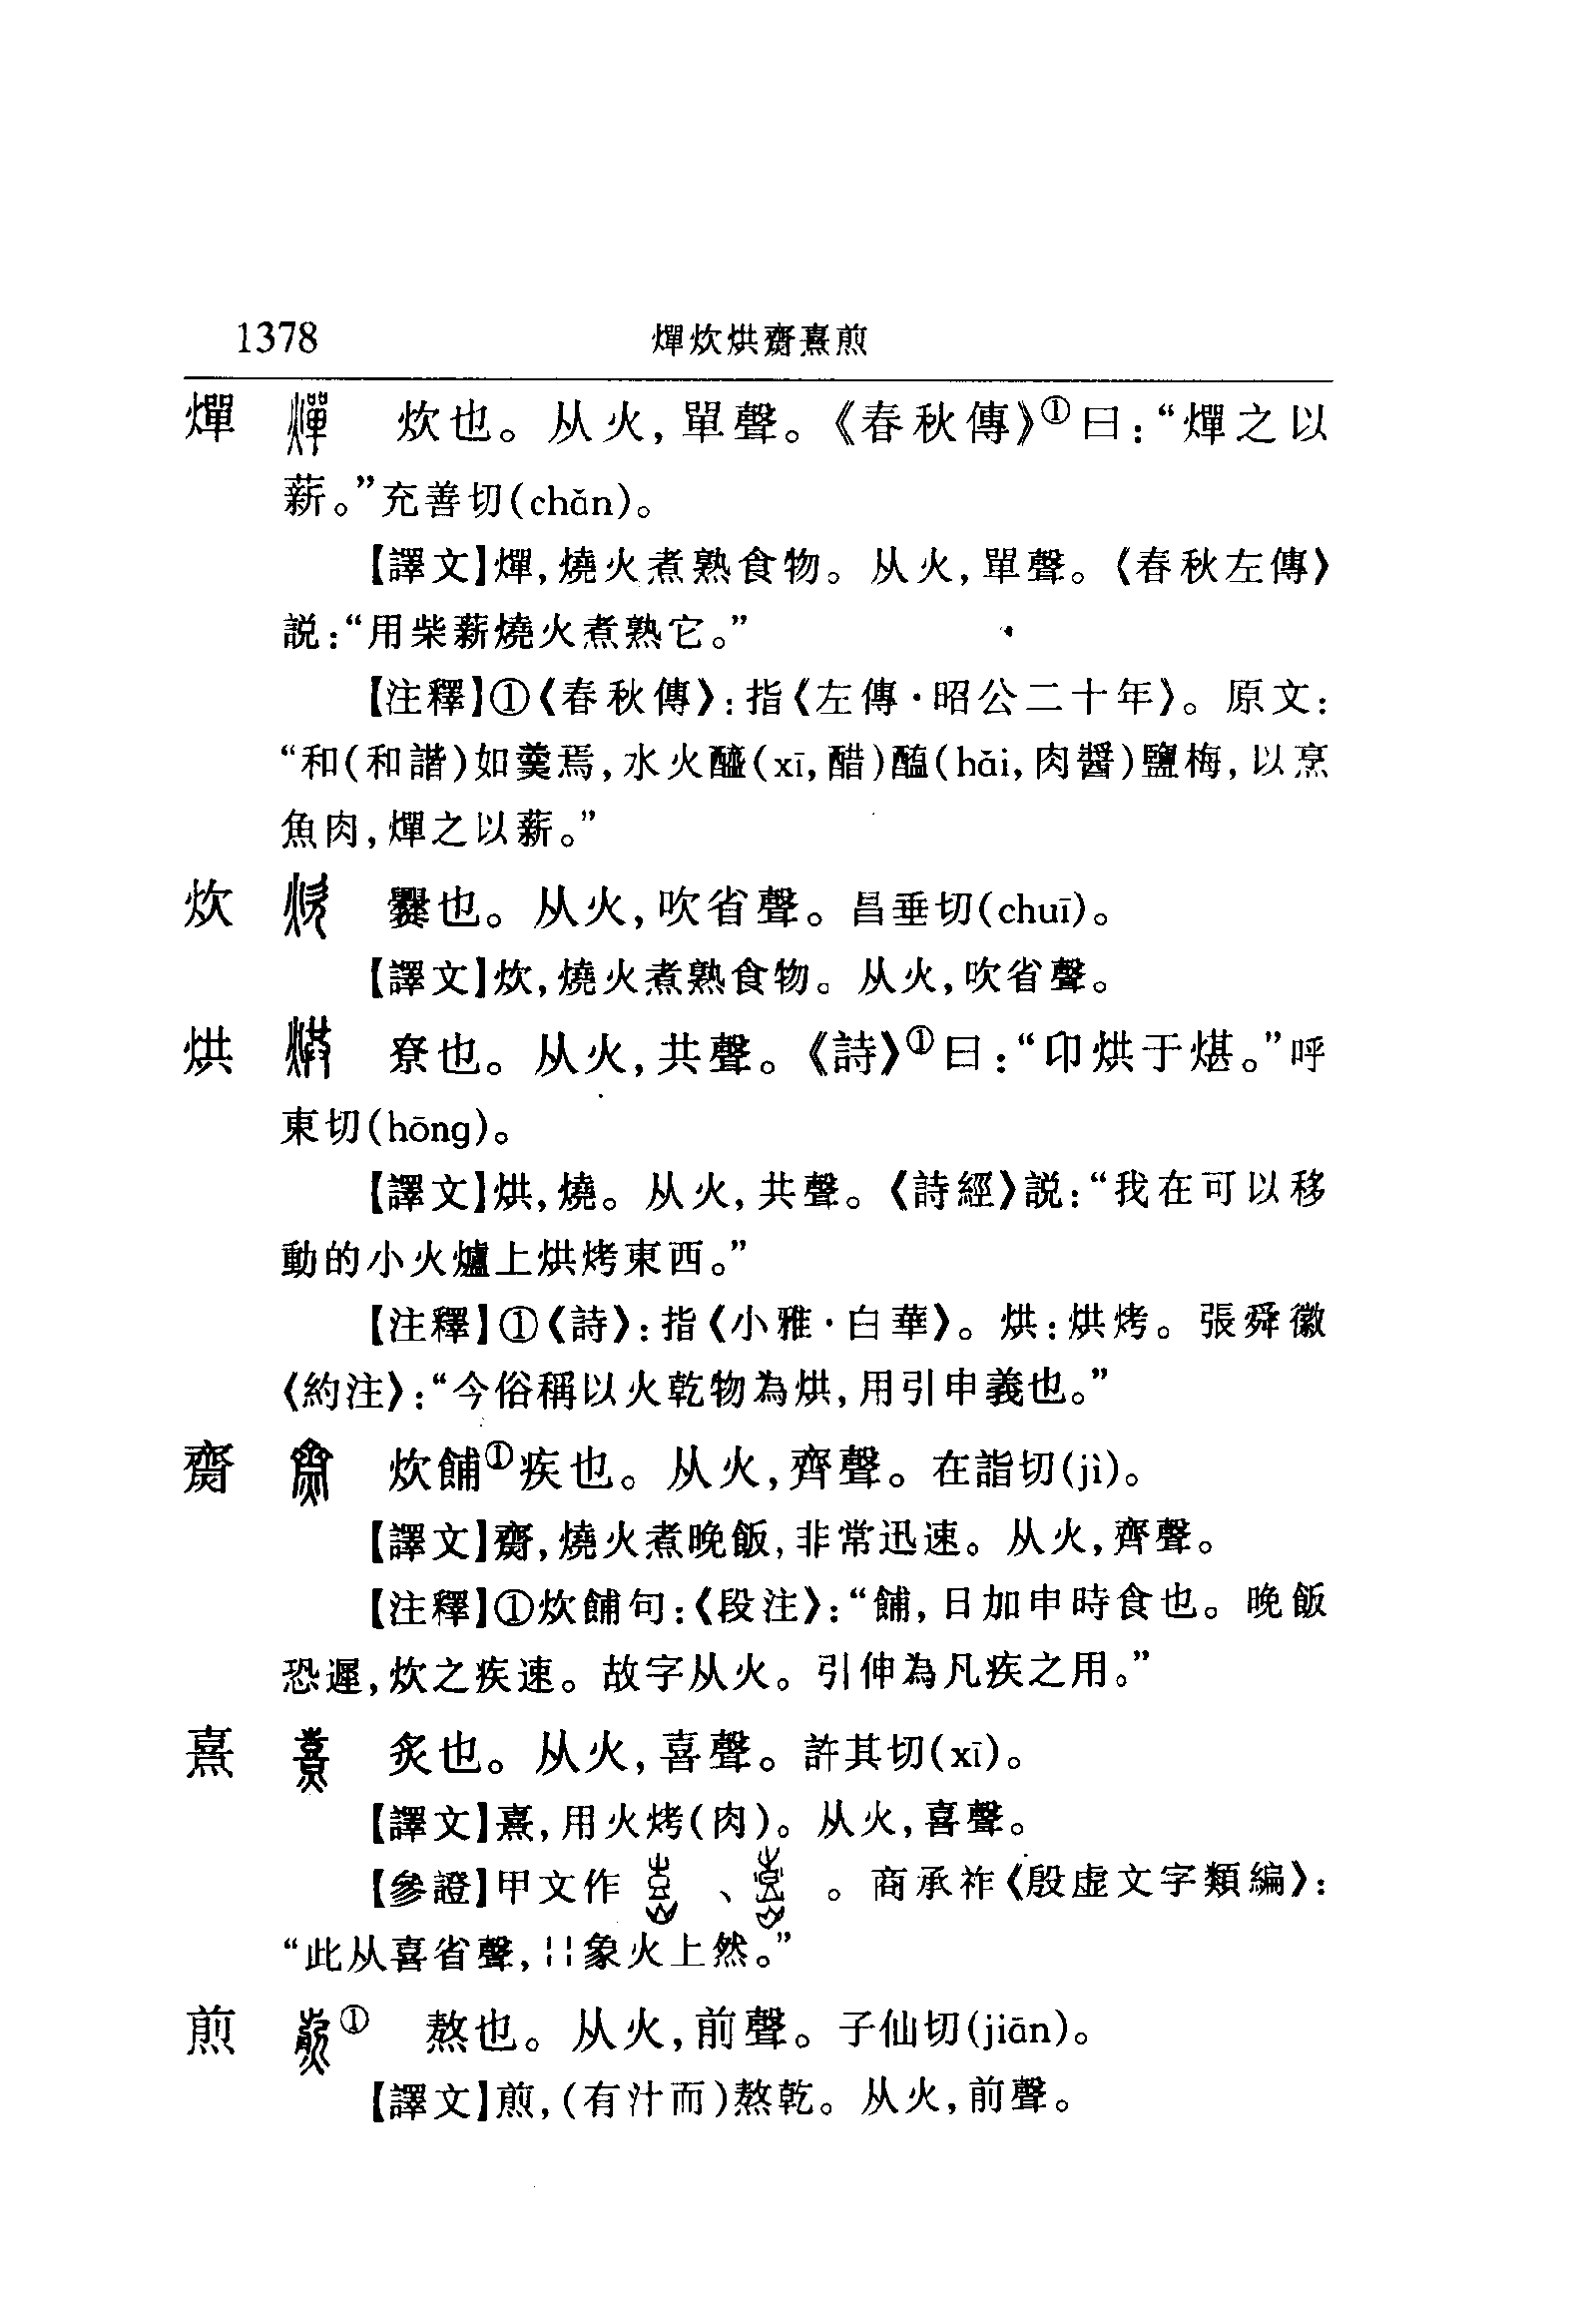 1378 燀炊烘齌熹煎
燀 炊也。从火,單聲。《春秋傳》①曰:“燀之以
薪。”充善切(chǎn)。
【譯文】燀,燒火煮熟食物。从火,單聲。《春秋左傳》
説:“用柴薪燒火煮熟它。”
【注釋】①《春秋傳》:指《左傳·昭公二十年》。原文:
“和(和諧)如羹焉,水火醯(xī,醋)醢(hǎi,肉醬)鹽梅,以烹
魚肉,燀之以薪。”
炊 爨也。从火,吹省聲。昌垂切(chuī)。
【譯文】炊,燒火煮熟食物。从火,吹省聲。
烘 尞也。从火,共聲。《詩》①曰:“卬烘于煁。”呼
東切(hōng)。
【譯文】烘,燒。从火,共聲。《詩經》説:“我在可以移
動的小火爐上烘烤東西。”
【注釋】①《詩》:指《小雅·白華》。烘:烘烤。張舜徽
《約注》:“今俗稱以火乾物為烘,用引申義也。”
齌 炊餔①疾也。从火,齊聲。在詣切(jì)。
【譯文】齌,燒火煮晚飯,非常迅速。从火,齊聲。
【注釋】①炊餔句:《段注》:“餔,日加申時食也。晚飯
恐遲,炊之疾速。故字从火。引伸為凡疾之用。”
熹 炙也。从火,喜聲。許其切(xī)。
【譯文】熹,用火烤(肉)。从火,喜聲。
【參證】甲文作 、 。商承祚《殷虛文字類編》:
“此从喜省聲,¦¦象火上然。”
煎 ① 熬也。从火,前聲。子仙切(jiān)。
【譯文】煎,(有汁而)熬乾。从火,前聲。